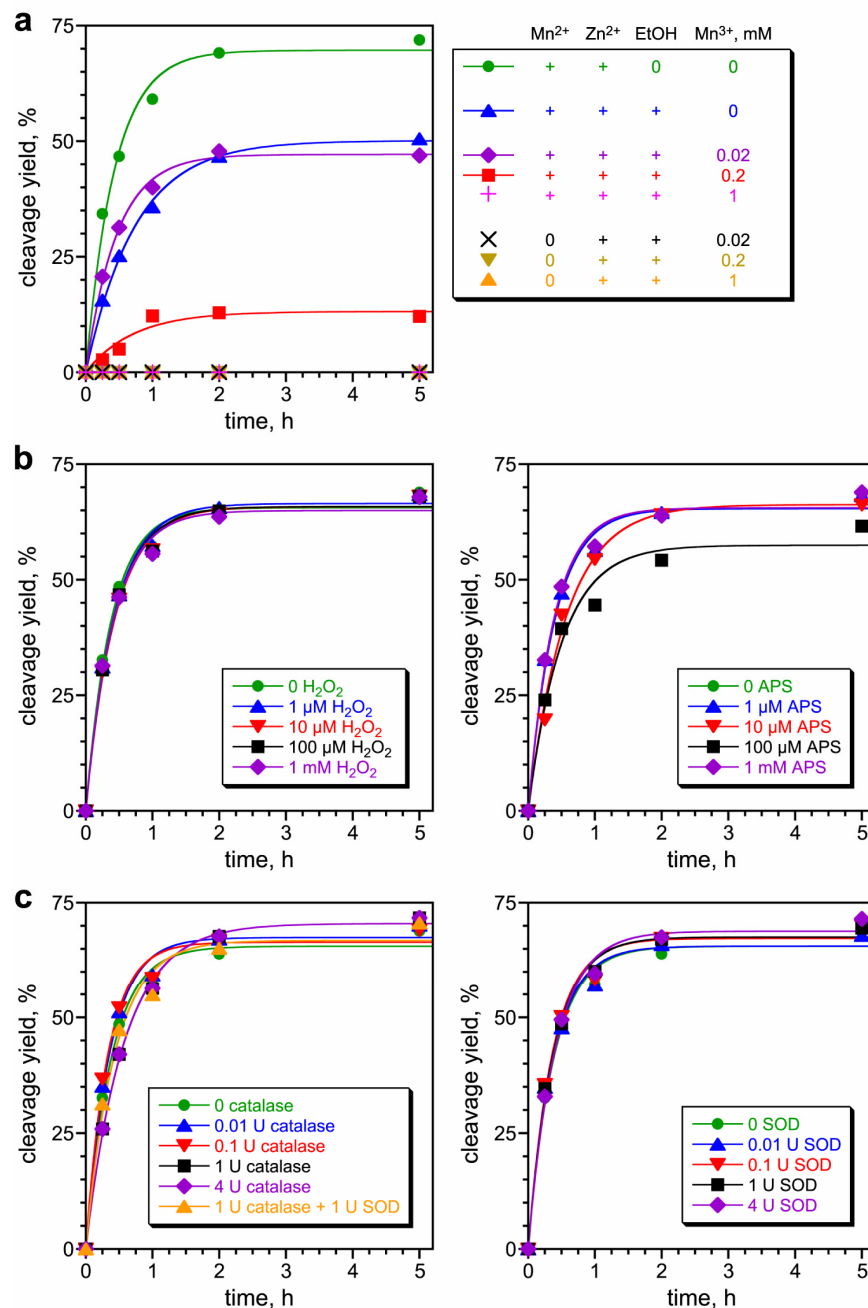 a
75
50
25
0
cleavage yield, %
0 1 2 3 4 5
time, h
Mn²⁺ Zn²⁺ EtOH Mn³⁺, mM
+ + 0 0
+ + + 0
+ + + 0.02
+ + + 0.2
+ + + 1
0 + + 0.02
0 + + 0.2
0 + + 1
b
75
50
25
0
cleavage yield, %
0 H₂O₂
1 µM H₂O₂
10 µM H₂O₂
100 µM H₂O₂
1 mM H₂O₂
0 1 2 3 4 5
time, h
75
50
25
0
cleavage yield, %
0 APS
1 µM APS
10 µM APS
100 µM APS
1 mM APS
0 1 2 3 4 5
time, h
c
75
50
25
0
cleavage yield, %
0 catalase
0.01 U catalase
0.1 U catalase
1 U catalase
4 U catalase
1 U catalase + 1 U SOD
0 1 2 3 4 5
time, h
75
50
25
0
cleavage yield, %
0 SOD
0.01 U SOD
0.1 U SOD
1 U SOD
4 U SOD
0 1 2 3 4 5
time, h